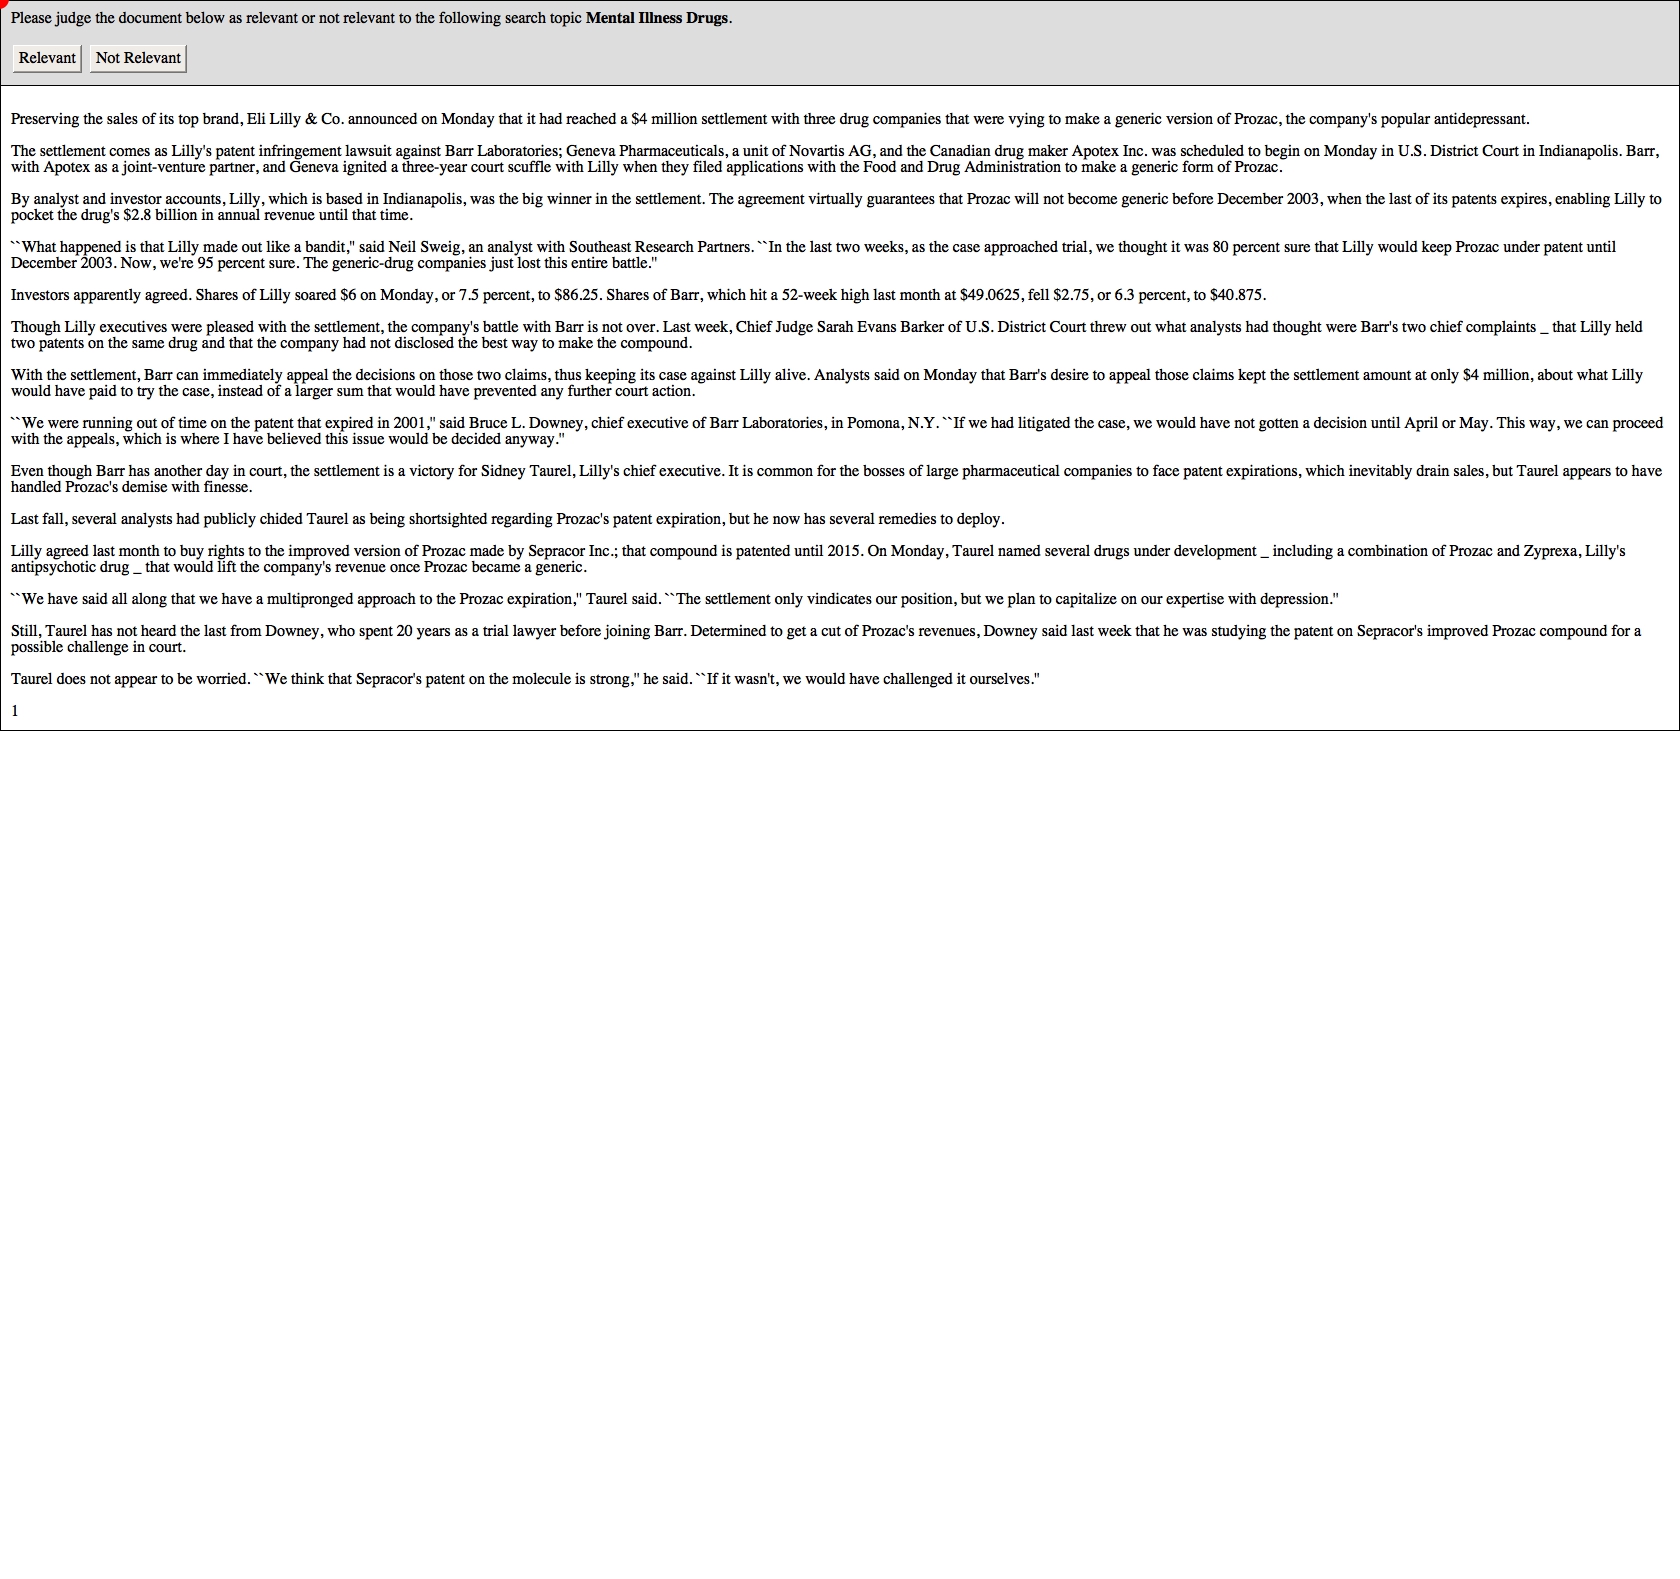 Please judge the document below as relevant or not relevant to the following search topic Mental Illness Drugs.
Relevant Not Relevant
Preserving the sales of its top brand, Eli Lilly & Co. announced on Monday that it had reached a $4 million settlement with three drug companies that were vying to make a generic version of Prozac, the company's popular antidepressant.
The settlement comes as Lilly's patent infringement lawsuit against Barr Laboratories; Geneva Pharmaceuticals, a unit of Novartis AG, and the Canadian drug maker Apotex Inc. was scheduled to begin on Monday in U.S. District Court in Indianapolis. Barr,
with Apotex as a joint-venture partner, and Geneva ignited a three-year court scuffle with Lilly when they filed applications with the Food and Drug Administration to make a generic form of Prozac.
By analyst and investor accounts, Lilly, which is based in Indianapolis, was the big winner in the settlement. The agreement virtually guarantees that Prozac will not become generic before December 2003, when the last of its patents expires, enabling Lilly to
pocket the drug's $2.8 billion in annual revenue until that time.
``What happened is that Lilly made out like a bandit,'' said Neil Sweig, an analyst with Southeast Research Partners. ``In the last two weeks, as the case approached trial, we thought it was 80 percent sure that Lilly would keep Prozac under patent until
December 2003. Now, we're 95 percent sure. The generic-drug companies just lost this entire battle.''
Investors apparently agreed. Shares of Lilly soared $6 on Monday, or 7.5 percent, to $86.25. Shares of Barr, which hit a 52-week high last month at $49.0625, fell $2.75, or 6.3 percent, to $40.875.
Though Lilly executives were pleased with the settlement, the company's battle with Barr is not over. Last week, Chief Judge Sarah Evans Barker of U.S. District Court threw out what analysts had thought were Barr's two chief complaints _ that Lilly held
two patents on the same drug and that the company had not disclosed the best way to make the compound.
With the settlement, Barr can immediately appeal the decisions on those two claims, thus keeping its case against Lilly alive. Analysts said on Monday that Barr's desire to appeal those claims kept the settlement amount at only $4 million, about what Lilly
would have paid to try the case, instead of a larger sum that would have prevented any further court action.
``We were running out of time on the patent that expired in 2001,'' said Bruce L. Downey, chief executive of Barr Laboratories, in Pomona, N.Y. ``If we had litigated the case, we would have not gotten a decision until April or May. This way, we can proceed
with the appeals, which is where I have believed this issue would be decided anyway.''
Even though Barr has another day in court, the settlement is a victory for Sidney Taurel, Lilly's chief executive. It is common for the bosses of large pharmaceutical companies to face patent expirations, which inevitably drain sales, but Taurel appears to have
handled Prozac's demise with finesse.
Last fall, several analysts had publicly chided Taurel as being shortsighted regarding Prozac's patent expiration, but he now has several remedies to deploy.
Lilly agreed last month to buy rights to the improved version of Prozac made by Sepracor Inc.; that compound is patented until 2015. On Monday, Taurel named several drugs under development _ including a combination of Prozac and Zyprexa, Lilly's
antipsychotic drug _ that would lift the company's revenue once Prozac became a generic.
``We have said all along that we have a multipronged approach to the Prozac expiration,'' Taurel said. ``The settlement only vindicates our position, but we plan to capitalize on our expertise with depression.''
Still, Taurel has not heard the last from Downey, who spent 20 years as a trial lawyer before joining Barr. Determined to get a cut of Prozac's revenues, Downey said last week that he was studying the patent on Sepracor's improved Prozac compound for a
possible challenge in court.
Taurel does not appear to be worried. ``We think that Sepracor's patent on the molecule is strong,'' he said. ``If it wasn't, we would have challenged it ourselves.''
1